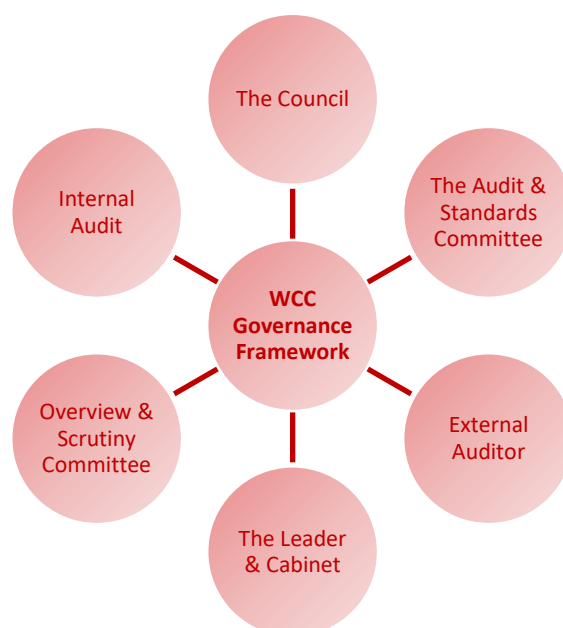 The Council
Internal
Audit
The Audit &
Standards
Committee
WCC
Governance
Framework
Overview &
Scrutiny
Committee
External
Auditor
The Leader
& Cabinet